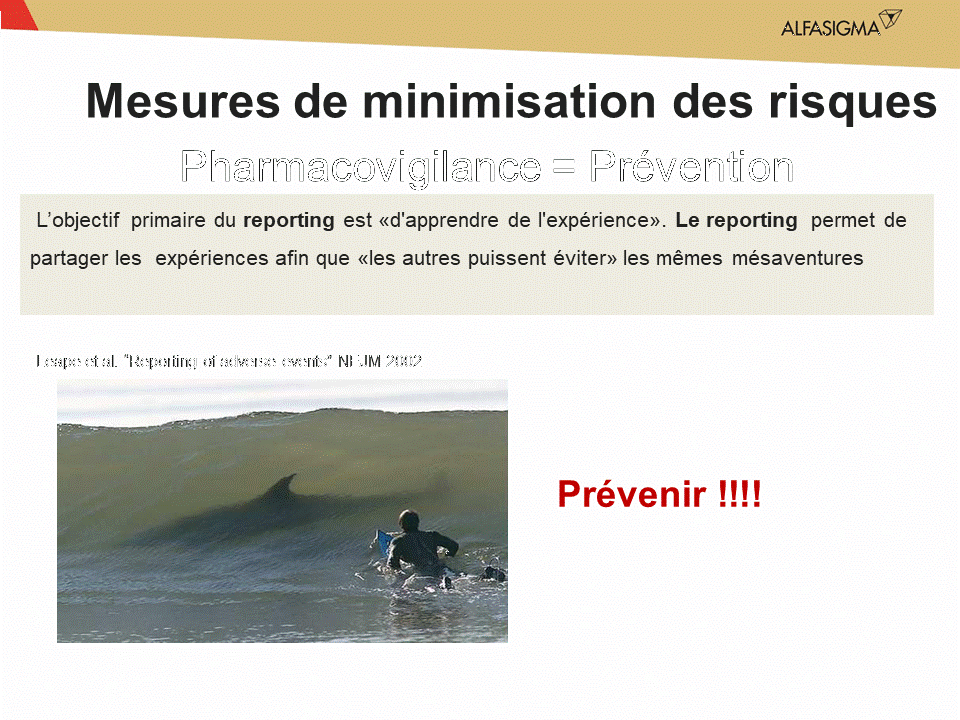 ALFASIGMA
Mesures de minimisation des risques
Pharmacovigilance = Prévention
L’objectif primaire du reporting est «d'apprendre de l'expérience». Le reporting permet de
partager les expériences afin que «les autres puissent éviter» les mêmes mésaventures
Leape et al. “Reporting of adverse events” NEJM 2002
Prévenir !!!!